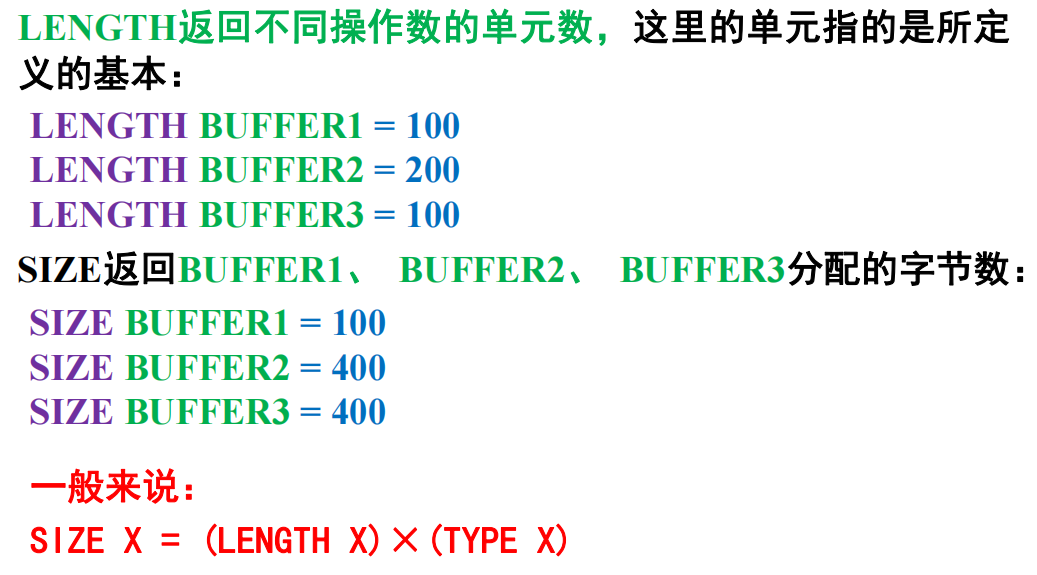 LENGTH返回不同操作数的单元数，这里的单元指的是所定
义的基本：
LENGTH BUFFER1 = 100
LENGTH BUFFER2 = 200
LENGTH BUFFER3 = 100
SIZE返回BUFFER1、 BUFFER2、 BUFFER3分配的字节数：
SIZE BUFFER1 = 100
SIZE BUFFER2 = 400
SIZE BUFFER3 = 400
一般来说：
SIZE X = (LENGTH X)×(TYPE X)